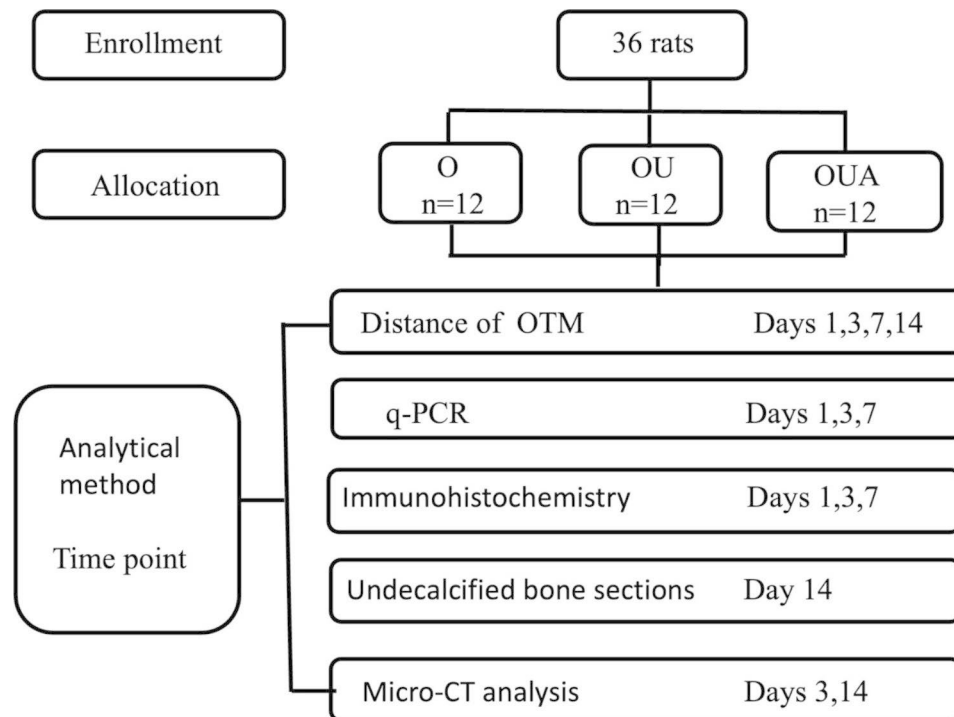 Enrollment
36 rats
Allocation
O
n=12
OU
n=12
OUA
n=12
Distance of OTM Days 1,3,7,14
q-PCR Days 1,3,7
Analytical
method
Time point
Immunohistochemistry Days 1,3,7
Undecalcified bone sections Day 14
Micro-CT analysis Days 3,14